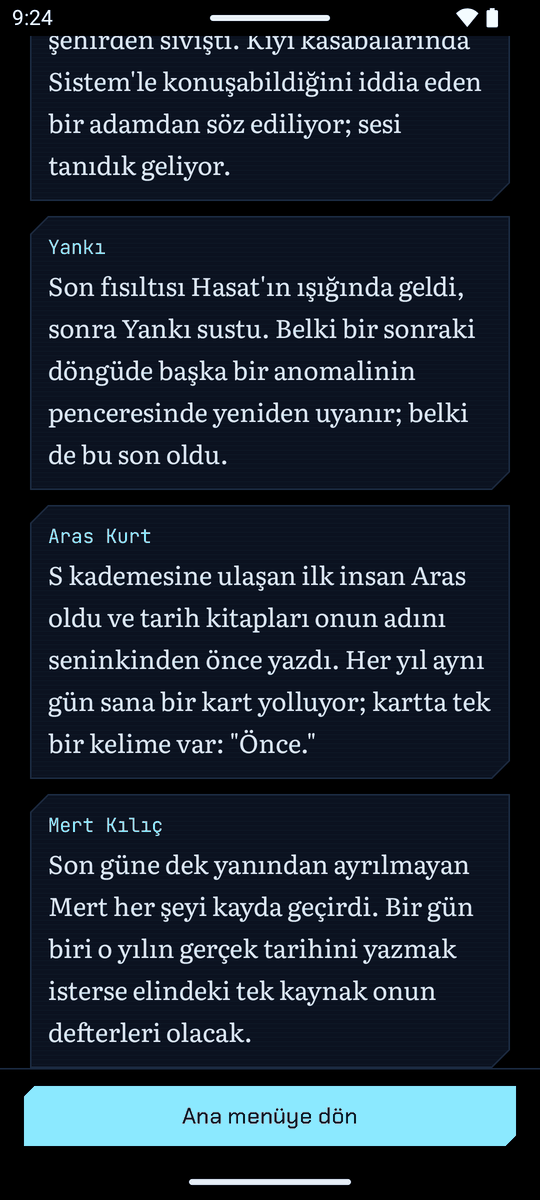 9:24
şehirden sıvıştı. Kıyı kasabalarında
Sistem'le konuşabildiğini iddia eden
bir adamdan söz ediliyor; sesi
tanıdık geliyor.
Yankı
Son fısıltısı Hasat'ın ışığında geldi,
sonra Yankı sustu. Belki bir sonraki
döngüde başka bir anomalinin
penceresinde yeniden uyanır; belki
de bu son oldu.
Aras Kurt
S kademesine ulaşan ilk insan Aras
oldu ve tarih kitapları onun adını
seninkinden önce yazdı. Her yıl aynı
gün sana bir kart yolluyor; kartta tek
bir kelime var: "Önce."
Mert Kılıç
Son güne dek yanından ayrılmayan
Mert her şeyi kayda geçirdi. Bir gün
biri o yılın gerçek tarihini yazmak
isterse elindeki tek kaynak onun
defterleri olacak.
Ana menüye dön